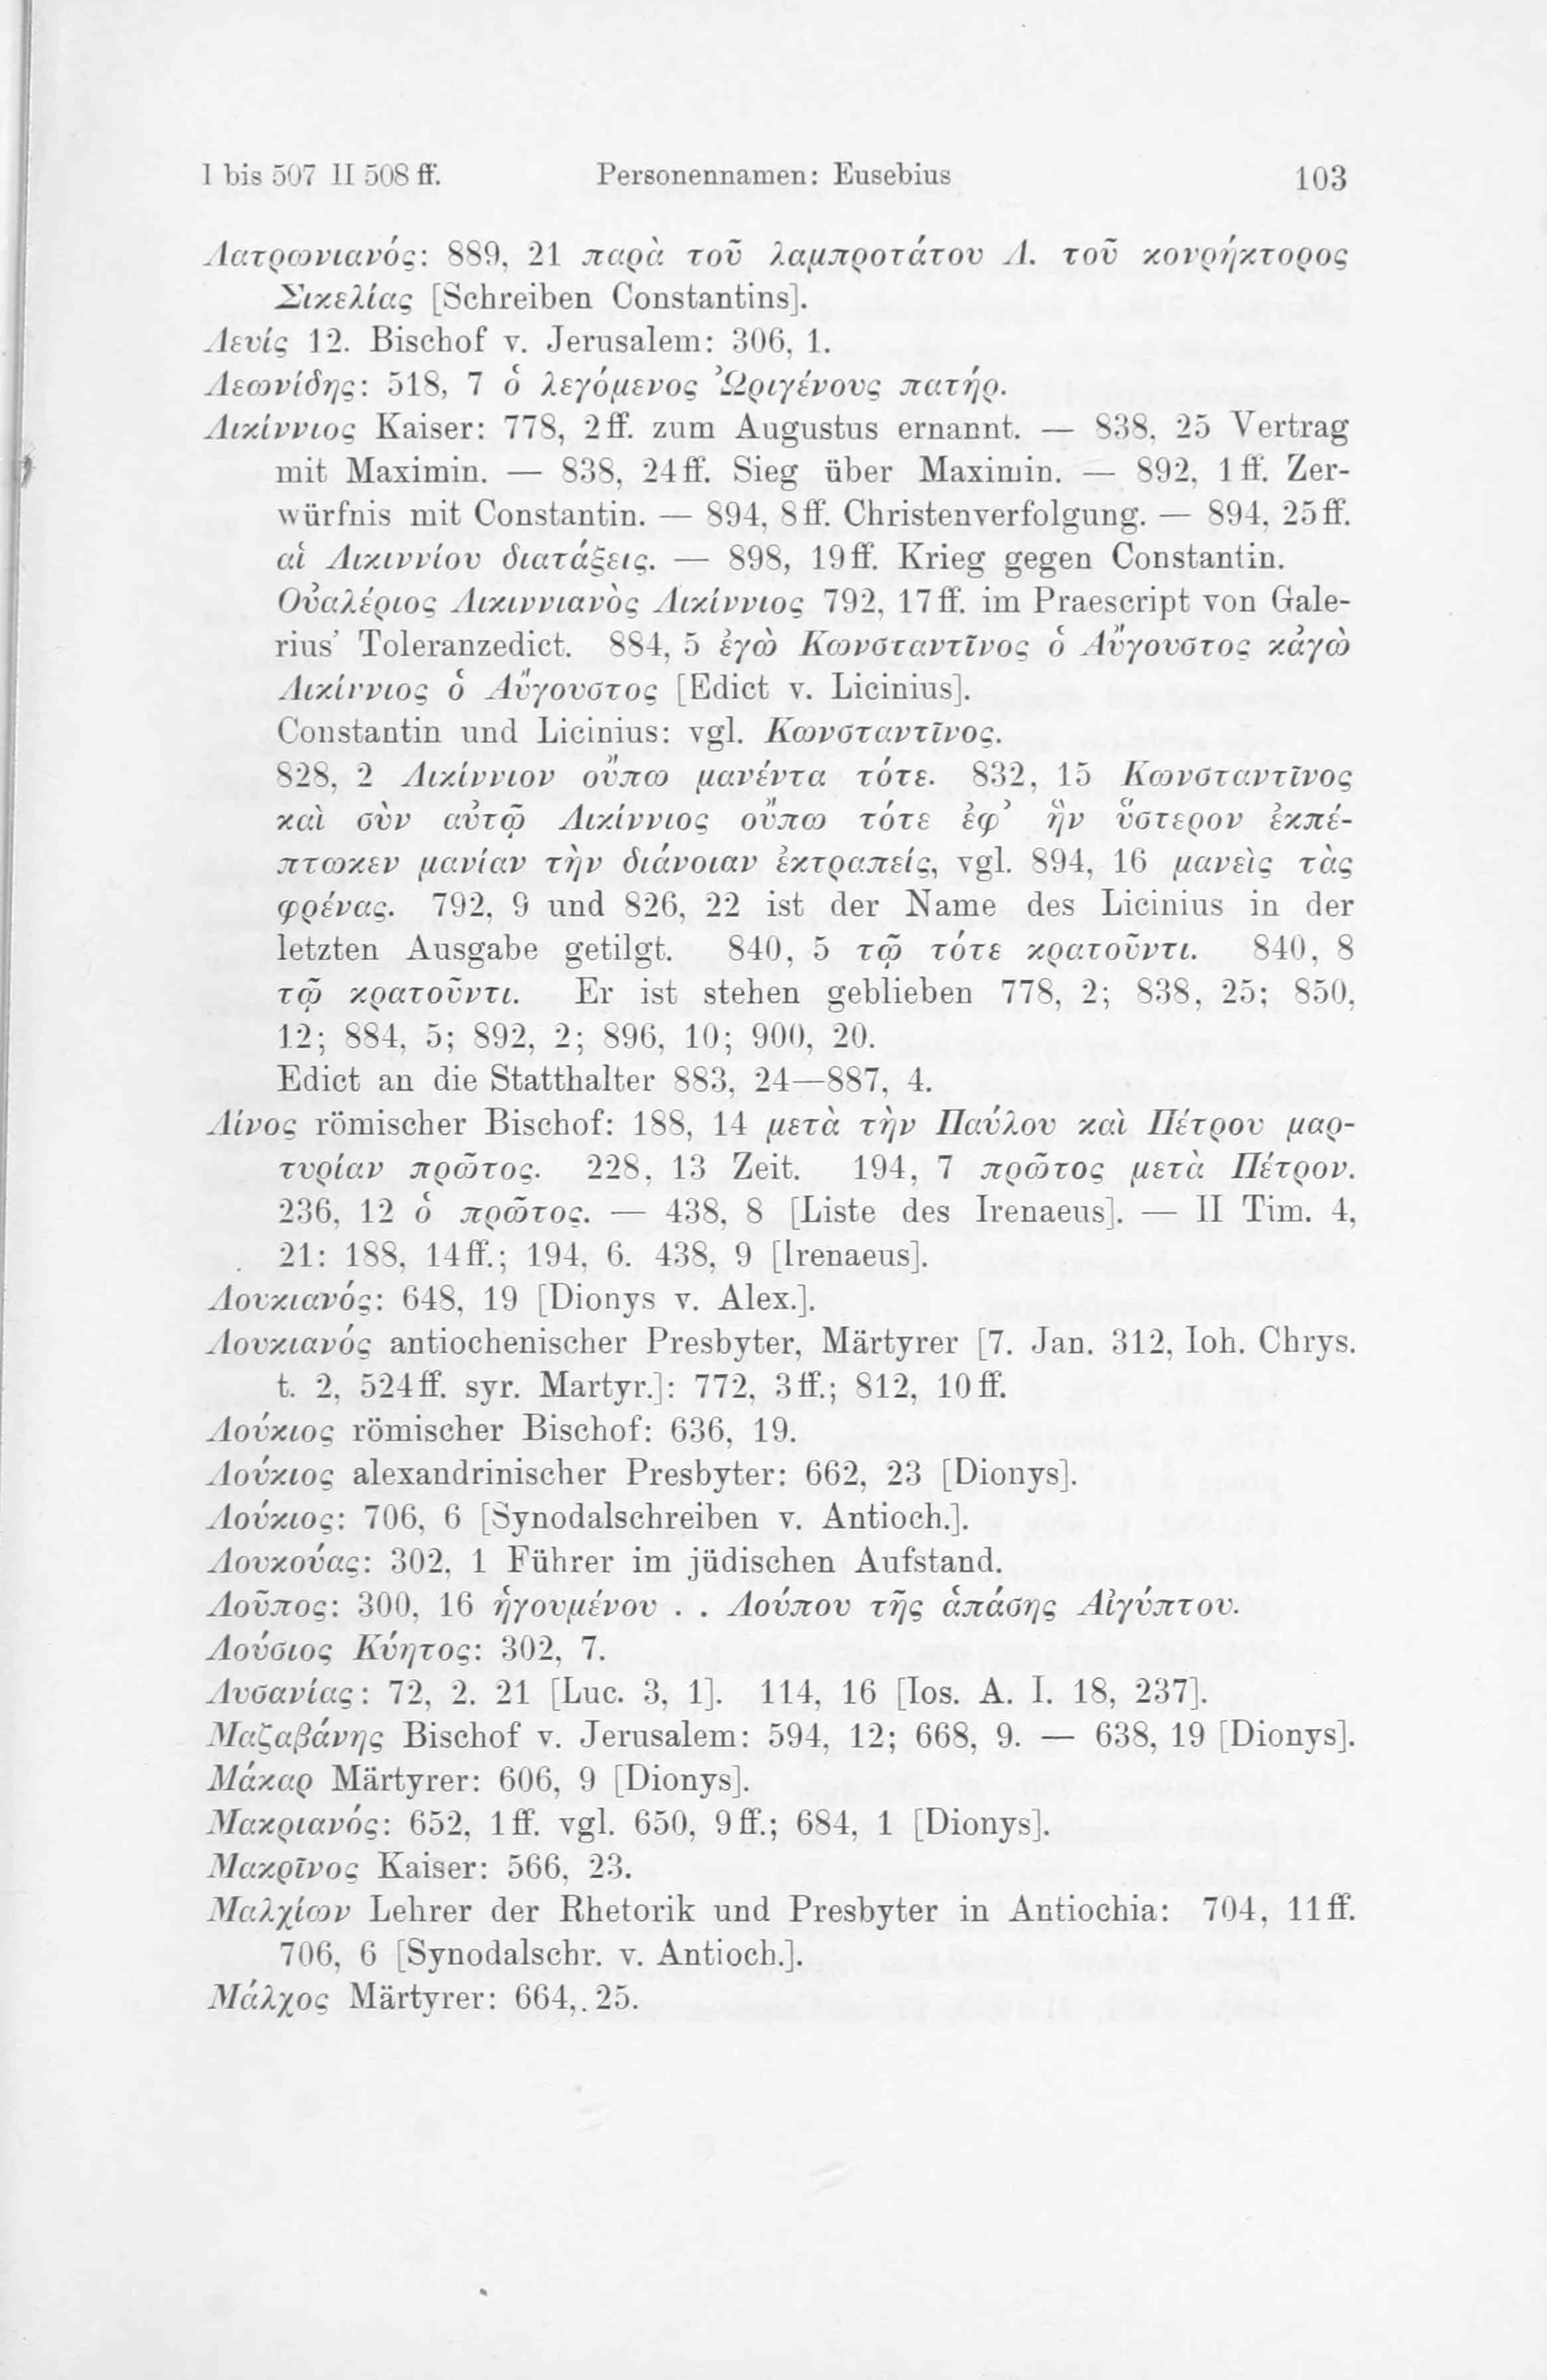 I bis 507 II 508 ff. Personennamen: Eusebius 103
Λατρωνιανός: 889, 21 παρὰ τοῦ λαμπροτάτου Λ. τοῦ κουρήκτορος
Σικελίας [Schreiben Constantins].
Λευίς 12. Bischof v. Jerusalem: 306, 1.
Λεωνίδης: 518, 7 ὁ λεγόμενος Ὠριγένους πατήρ.
Λικίννιος Kaiser: 778, 2 ff. zum Augustus ernannt. — 838, 25 Vertrag
mit Maximin. — 838, 24 ff. Sieg über Maximin. — 892, 1 ff. Zer-
würfnis mit Constantin. — 894, 8 ff. Christenverfolgung. — 894, 25 ff.
αἱ Λικιννίου διατάξεις. — 898, 19 ff. Krieg gegen Constantin.
Οὐαλέριος Λικιννιανὸς Λικίννιος 792, 17 ff. im Praescript von Gale-
rius' Toleranzedict. 884, 5 ἐγὼ Κωνσταντῖνος ὁ Αὔγουστος κἀγὼ
Λικίννιος ὁ Αὔγουστος [Edict v. Licinius].
Constantin und Licinius: vgl. Κωνσταντῖνος.
828, 2 Λικίννιον οὔπω μανέντα τότε. 832, 15 Κωνσταντῖνος
καὶ σὺν αὐτῷ Λικίννιος οὔπω τότε ἐφ' ἣν ὕστερον ἐκπέ-
πτωκεν μανίαν τὴν διάνοιαν ἐκτραπείς, vgl. 894, 16 μανεὶς τὰς
φρένας. 792, 9 und 826, 22 ist der Name des Licinius in der
letzten Ausgabe getilgt. 840, 5 τῷ τότε κρατοῦντι. 840, 8
τῷ κρατοῦντι. Er ist stehen geblieben 778, 2; 838, 25; 850,
12; 884, 5; 892, 2; 896, 10; 900, 20.
Edict an die Statthalter 883, 24—887, 4.
Λίνος römischer Bischof: 188, 14 μετὰ τὴν Παύλου καὶ Πέτρου μαρ-
τυρίαν πρῶτος. 228, 13 Zeit. 194, 7 πρῶτος μετὰ Πέτρον.
236, 12 ὁ πρῶτος. — 438, 8 [Liste des Irenaeus]. — II Tim. 4,
21: 188, 14 ff.; 194, 6. 438, 9 [Irenaeus].
Λουκιανός: 648, 19 [Dionys v. Alex.].
Λουκιανός antiochenischer Presbyter, Märtyrer [7. Jan. 312, Ioh. Chrys.
t. 2, 524 ff. syr. Martyr.]: 772, 3 ff.; 812, 10 ff.
Λούκιος römischer Bischof: 636, 19.
Λούκιος alexandrinischer Presbyter: 662, 23 [Dionys].
Λούκιος: 706, 6 [Synodalschreiben v. Antioch.].
Λουκούας: 302, 1 Führer im jüdischen Aufstand.
Λοῦπος: 300, 16 ἡγουμένου . . Λούπου τῆς ἁπάσης Αἰγύπτου.
Λούσιος Κύητος: 302, 7.
Λυσανίας: 72, 2. 21 [Luc. 3, 1]. 114, 16 [Ios. A. I. 18, 237].
Μαζαβάνης Bischof v. Jerusalem: 594, 12; 668, 9. — 638, 19 [Dionys].
Μάκαρ Märtyrer: 606, 9 [Dionys].
Μακριανός: 652, 1 ff. vgl. 650, 9 ff.; 684, 1 [Dionys].
Μακρῖνος Kaiser: 566, 23.
Μαλχίων Lehrer der Rhetorik und Presbyter in Antiochia: 704, 11 ff.
706, 6 [Synodalschr. v. Antioch.].
Μάλχος Märtyrer: 664, 25.